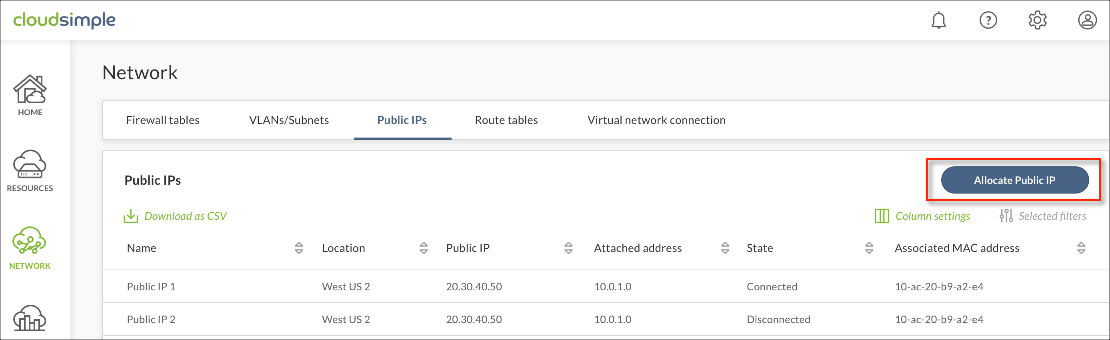 cloudsimple
Network
HOME
Firewall tables VLANs/Subnets Public IPs Route tables Virtual network connection
Public IPs Allocate Public IP
RESOURCES
Download as CSV Column settings Selected filters
Name Location Public IP Attached address State Associated MAC address
NETWORK
Public IP 1 West US 2 20.30.40.50 10.0.1.0 Connected 10-ac-20-b9-a2-e4
Public IP 2 West US 2 20.30.40.50 10.0.1.0 Disconnected 10-ac-20-b9-a2-e4